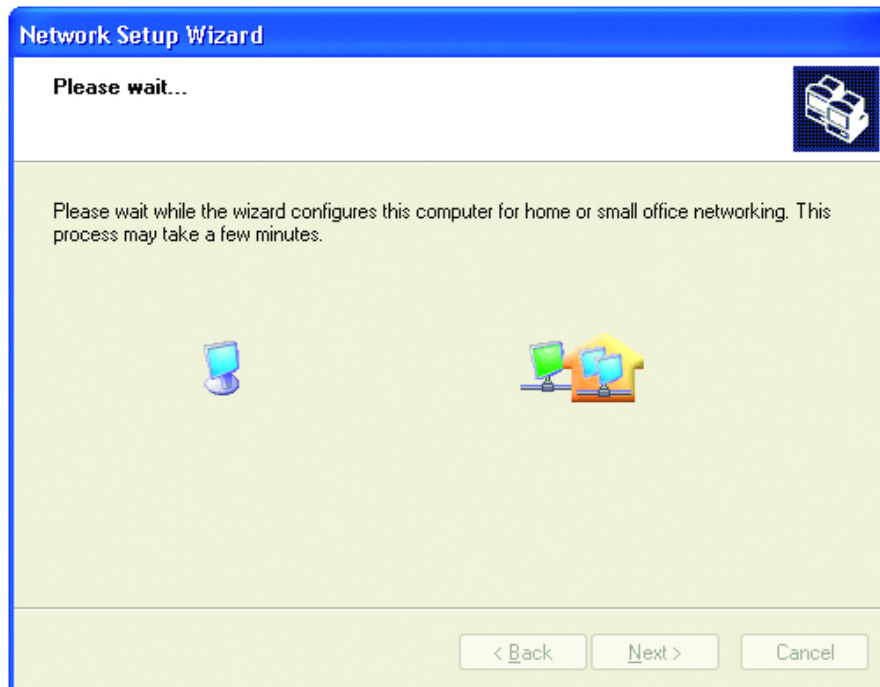 Network Setup Wizard
Please wait...
Please wait while the wizard configures this computer for home or small office networking. This
process may take a few minutes.
< Back
Next >
Cancel